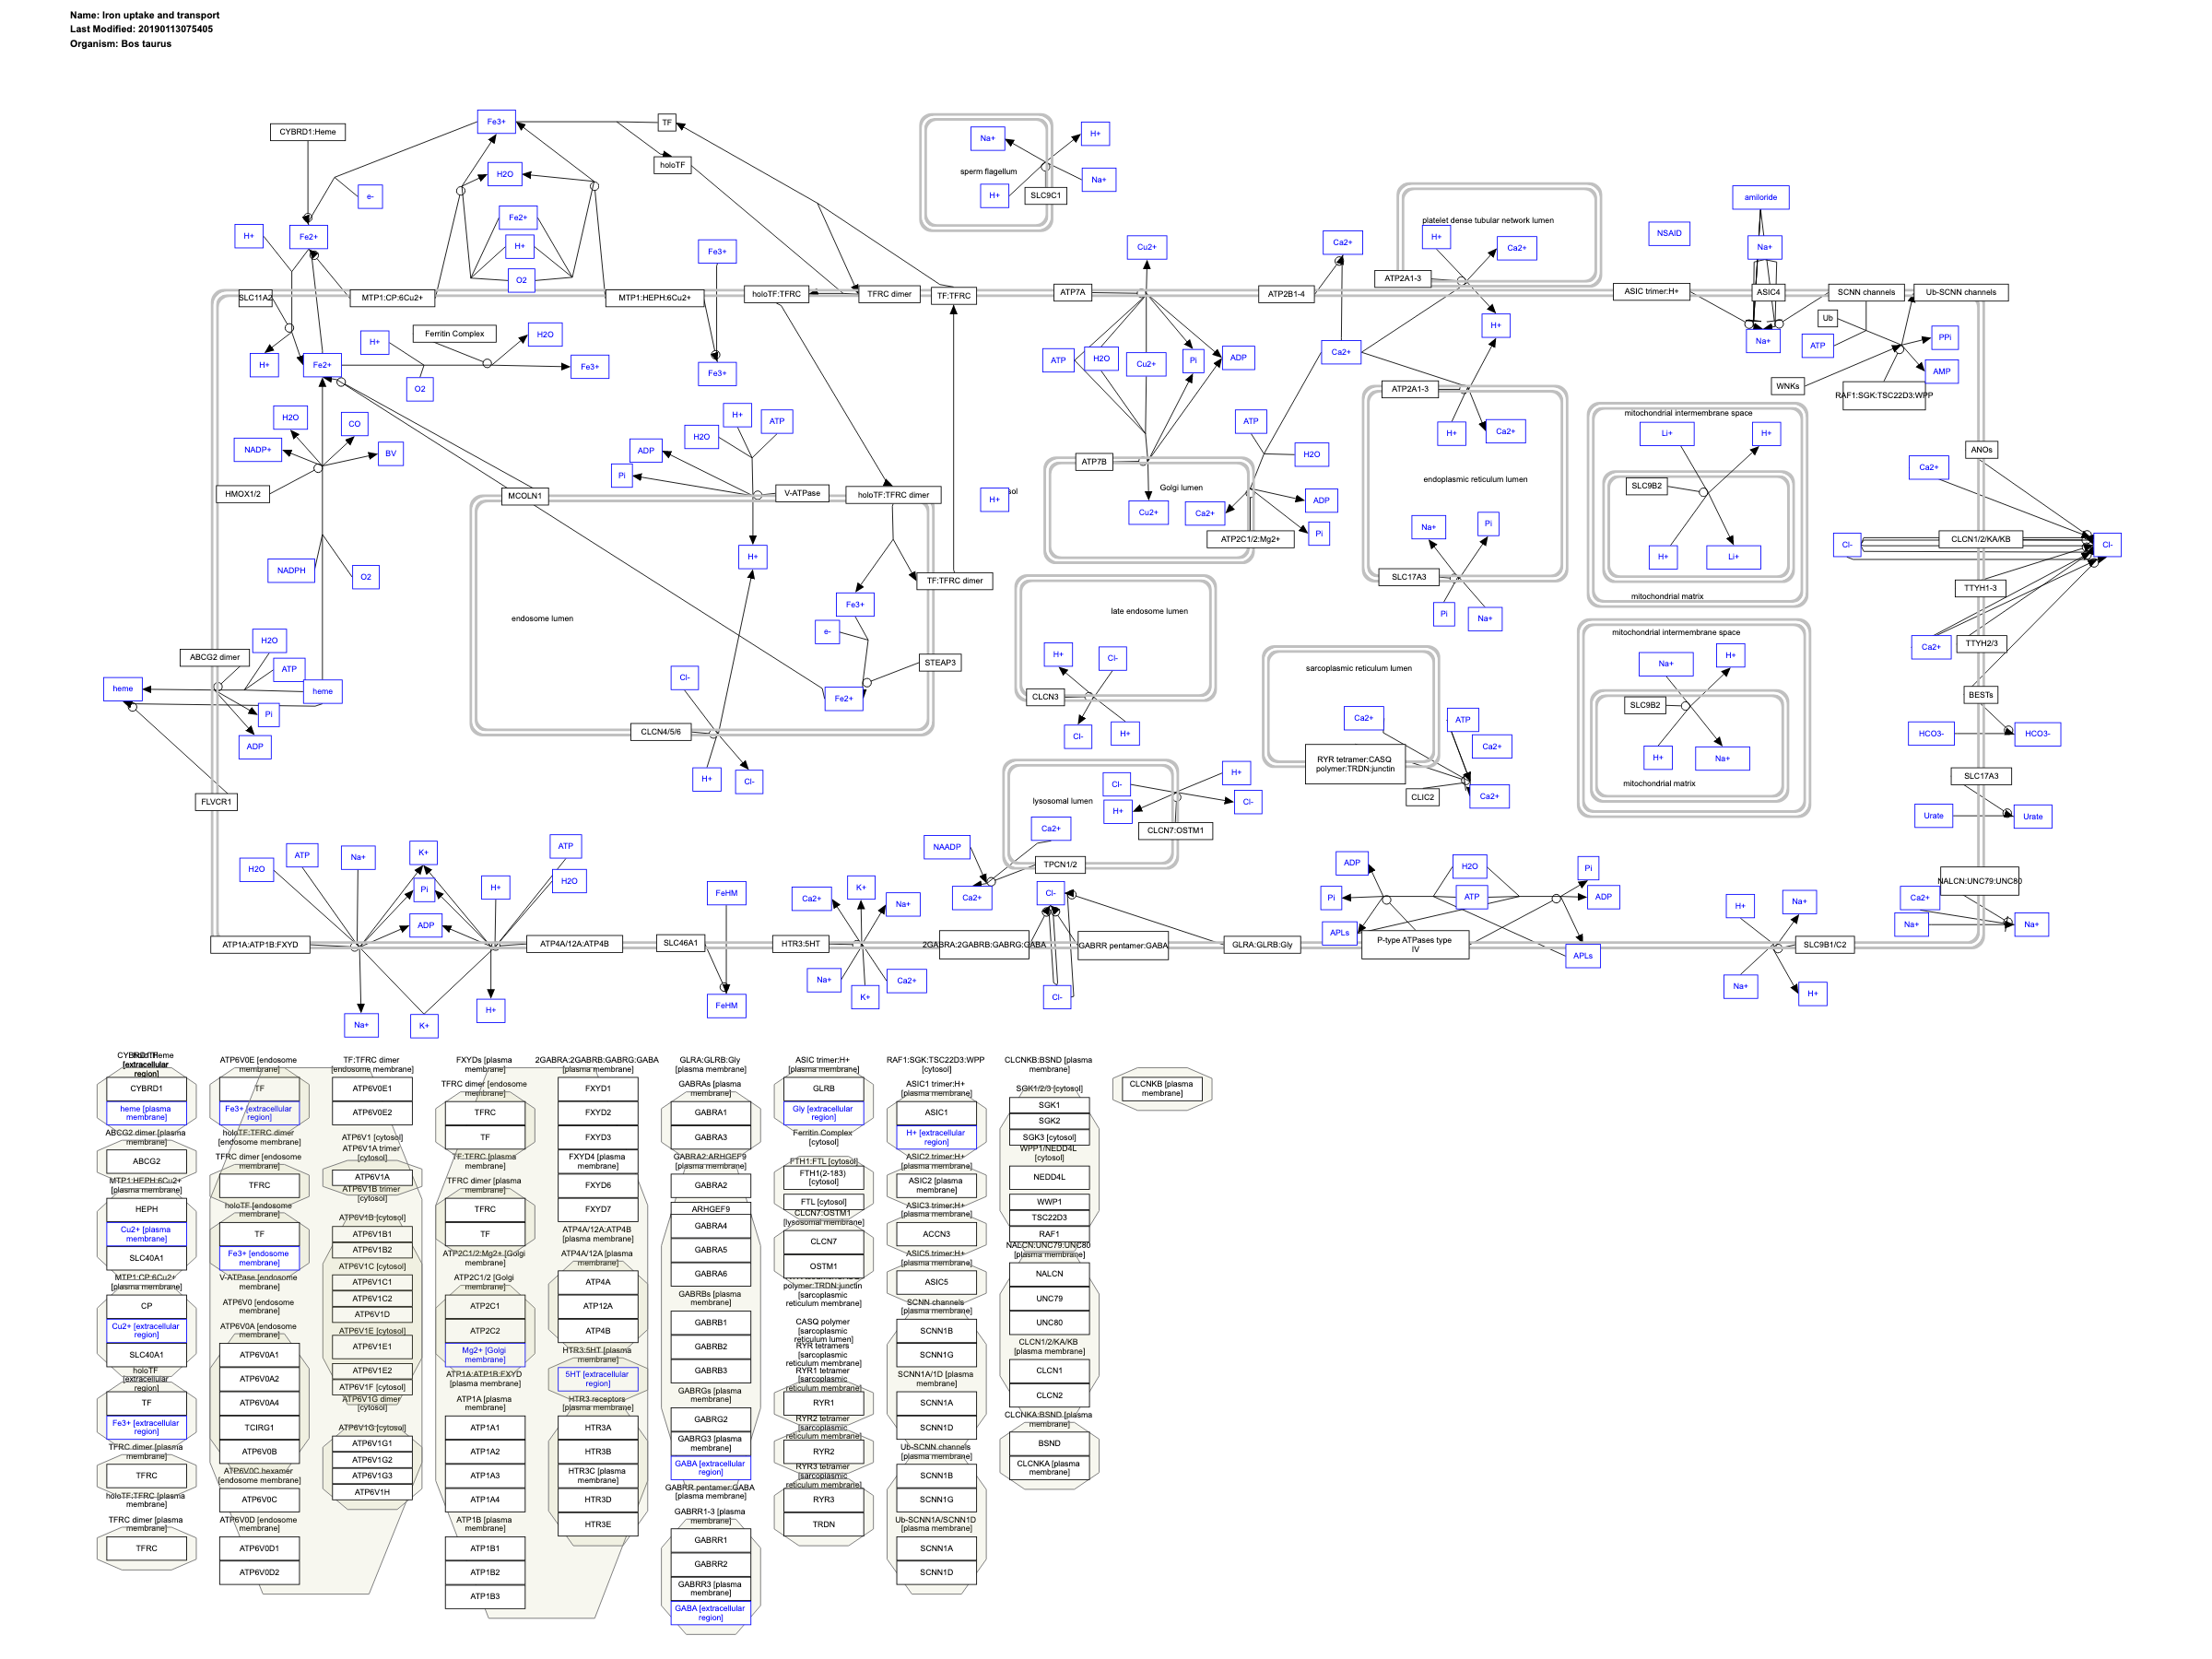 Name: Iron uptake and transport
Last Modified: 20190113075405
Organism: Bos taurus
CYBRD1:Heme
Fe3+
TF
holoTF
e-
H2O
H+
Fe2+
Fe2+
H+
O2
Fe3+
SLC11A2
MTP1:CP:6Cu2+
MTP1:HEPH:6Cu2+
holoTF:TFRC
TFRC dimer
TF:TFRC
Ferritin Complex
H+
H2O
H+
Fe2+
O2
Fe3+
Fe3+
sperm flagellum
Na+
H+
H+
Na+
SLC9C1
Cu2+
ATP7A
ATP
H2O
Cu2+
Pi
ADP
ATP7B
Golgi lumen
Cu2+
Ca2+
ATP2B1-4
Ca2+
ATP
H2O
Ca2+
ADP
Pi
ATP2C1/2:Mg2+
platelet dense tubular network lumen
H+
Ca2+
ATP2A1-3
H+
ATP2A1-3
H+
Ca2+
endoplasmic reticulum lumen
Na+
Pi
SLC17A3
Pi
Na+
NSAID
amiloride
Na+
ASIC trimer:H+
ASIC4
SCNN channels
Ub-SCNN channels
Na+
Ub
ATP
PPi
AMP
WNKs
RAF1:SGK:TSC22D3:WPP
mitochondrial intermembrane space
Li+
H+
SLC9B2
H+
Li+
mitochondrial matrix
mitochondrial intermembrane space
Na+
H+
SLC9B2
H+
Na+
mitochondrial matrix
ANOs
Ca2+
Cl-
CLCN1/2/KA/KB
Cl-
TTYH1-3
Ca2+
TTYH2/3
BESTs
HCO3-
HCO3-
SLC17A3
Urate
Urate
NALCN:UNC79:UNC80
Ca2+
Na+
Na+
H2O
CO
NADP+
BV
HMOX1/2
NADPH
O2
H+
ATP
H2O
ADP
Pi
V-ATPase
MCOLN1
holoTF:TFRC dimer
H+
TF:TFRC dimer
endosome lumen
Fe3+
e-
STEAP3
Fe2+
Cl-
CLCN4/5/6
H+
Cl-
H+
sol
late endosome lumen
H+
Cl-
CLCN3
Cl-
H+
sarcoplasmic reticulum lumen
Ca2+
ATP
Ca2+
RYR tetramer:CASQ
polymer:TRDN:junctin
CLIC2
Ca2+
lysosomal lumen
Cl-
H+
H+
Cl-
Ca2+
CLCN7:OSTM1
TPCN1/2
NAADP
Ca2+
ABCG2 dimer
H2O
ATP
heme
heme
Pi
ADP
FLVCR1
H2O
ATP
Na+
K+
Pi
ADP
H+
ATP
H2O
ATP1A:ATP1B:FXYD
ATP4A/12A:ATP4B
Na+
K+
H+
SLC46A1
FeHM
FeHM
Ca2+
K+
Na+
HTR3:5HT
Na+
K+
Ca2+
Cl-
2GABRA:2GABRB:GABRG:GABA
GABRR pentamer:GABA
Cl-
GLRA:GLRB:Gly
ADP
H2O
Pi
Pi
ATP
ADP
APLs
P-type ATPases type
IV
APLs
H+
Na+
SLC9B1/C2
Na+
H+
CYBRD1:Heme
[extracellular
region]
CYBRD1
heme [plasma
membrane]
ABCG2 dimer [plasma
membrane]
ABCG2
MTP1:HEPH:6Cu2+
[plasma membrane]
HEPH
Cu2+ [plasma
membrane]
SLC40A1
MTP1:CP:6Cu2+
[plasma membrane]
CP
Cu2+ [extracellular
region]
SLC40A1
holoTF
[extracellular
region]
TF
Fe3+ [extracellular
region]
TFRC dimer [plasma
membrane]
TFRC
holoTF:TFRC [plasma
membrane]
TFRC dimer [plasma
membrane]
TFRC
ATP6V0E [endosome
membrane]
TF
Fe3+ [extracellular
region]
holoTF:TFRC dimer
[endosome membrane]
TFRC dimer [endosome
membrane]
TFRC
holoTF [endosome
membrane]
TF
Fe3+ [endosome
membrane]
V-ATPase [endosome
membrane]
ATP6V0 [endosome
membrane]
ATP6V0A [endosome
membrane]
ATP6V0A1
ATP6V0A2
ATP6V0A4
TCIRG1
ATP6V0B
ATP6V0C hexamer
[endosome membrane]
ATP6V0C
ATP6V0D [endosome
membrane]
ATP6V0D1
ATP6V0D2
TF:TFRC dimer
[endosome membrane]
ATP6V0E1
ATP6V0E2
ATP6V1 [cytosol]
ATP6V1A trimer
[cytosol]
ATP6V1A
ATP6V1B trimer
[cytosol]
ATP6V1B [cytosol]
ATP6V1B1
ATP6V1B2
ATP6V1C [cytosol]
ATP6V1C1
ATP6V1C2
ATP6V1D
ATP6V1E [cytosol]
ATP6V1E1
ATP6V1E2
ATP6V1F [cytosol]
ATP6V1G dimer
[cytosol]
ATP6V1G [cytosol]
ATP6V1G1
ATP6V1G2
ATP6V1G3
ATP6V1H
FXYDs [plasma
membrane]
TFRC dimer [endosome
membrane]
TFRC
TF
TF:TFRC [plasma
membrane]
TFRC dimer [plasma
membrane]
TFRC
TF
ATP2C1/2:Mg2+ [Golgi
membrane]
ATP2C1/2 [Golgi
membrane]
ATP2C1
ATP2C2
Mg2+ [Golgi
membrane]
ATP1A:ATP1B:FXYD
[plasma membrane]
ATP1A [plasma
membrane]
ATP1A1
ATP1A2
ATP1A3
ATP1A4
ATP1B [plasma
membrane]
ATP1B1
ATP1B2
ATP1B3
2GABRA:2GABRB:GABRG:GABA
[plasma membrane]
FXYD1
FXYD2
FXYD3
FXYD4 [plasma
membrane]
FXYD6
FXYD7
ATP4A/12A:ATP4B
[plasma membrane]
ATP4A/12A [plasma
membrane]
ATP4A
ATP12A
ATP4B
HTR3:5HT [plasma
membrane]
5HT [extracellular
region]
HTR3 receptors
[plasma membrane]
HTR3A
HTR3B
HTR3C [plasma
membrane]
HTR3D
HTR3E
GLRA:GLRB:Gly
[plasma membrane]
GABRAs [plasma
membrane]
GABRA1
GABRA3
GABRA2:ARHGEF9
[plasma membrane]
GABRA2
ARHGEF9
GABRA4
GABRA5
GABRA6
GABRBs [plasma
membrane]
GABRB1
GABRB2
GABRB3
GABRGs [plasma
membrane]
GABRG2
GABRG3 [plasma
membrane]
GABA [extracellular
region]
GABRR pentamer:GABA
[plasma membrane]
GABRR1-3 [plasma
membrane]
GABRR1
GABRR2
GABRR3 [plasma
membrane]
GABA [extracellular
region]
ASIC trimer:H+
[plasma membrane]
GLRB
Gly [extracellular
region]
Ferritin Complex
[cytosol]
FTH1:FTL [cytosol]
FTH1(2-183)
[cytosol]
FTL [cytosol]
CLCN7:OSTM1
[lysosomal membrane]
CLCN7
OSTM1
polymer:TRDN:junctin
[sarcoplasmic
reticulum membrane]
CASQ polymer
[sarcoplasmic
reticulum lumen]
RYR tetramers
[sarcoplasmic
reticulum membrane]
RYR1 tetramer
[sarcoplasmic
reticulum membrane]
RYR1
RYR2 tetramer
[sarcoplasmic
reticulum membrane]
RYR2
RYR3 tetramer
[sarcoplasmic
reticulum membrane]
RYR3
TRDN
RAF1:SGK:TSC22D3:WPP
[cytosol]
ASIC1 trimer:H+
[plasma membrane]
ASIC1
H+ [extracellular
region]
ASIC2 trimer:H+
[plasma membrane]
ASIC2 [plasma
membrane]
ASIC3 trimer:H+
[plasma membrane]
ACCN3
ASIC5 trimer:H+
[plasma membrane]
ASIC5
SCNN channels
[plasma membrane]
SCNN1B
SCNN1G
SCNN1A/1D [plasma
membrane]
SCNN1A
SCNN1D
Ub-SCNN channels
[plasma membrane]
SCNN1B
SCNN1G
Ub-SCNN1A/SCNN1D
[plasma membrane]
SCNN1A
SCNN1D
CLCNKB:BSND [plasma
membrane]
SGK1/2/3 [cytosol]
SGK1
SGK2
SGK3 [cytosol]
WPP1/NEDD4L
[cytosol]
NEDD4L
WWP1
TSC22D3
RAF1
NALCN:UNC79:UNC80
[plasma membrane]
NALCN
UNC79
UNC80
CLCN1/2/KA/KB
[plasma membrane]
CLCN1
CLCN2
CLCNKA:BSND [plasma
membrane]
BSND
CLCNKA [plasma
membrane]
CLCNKB [plasma
membrane]